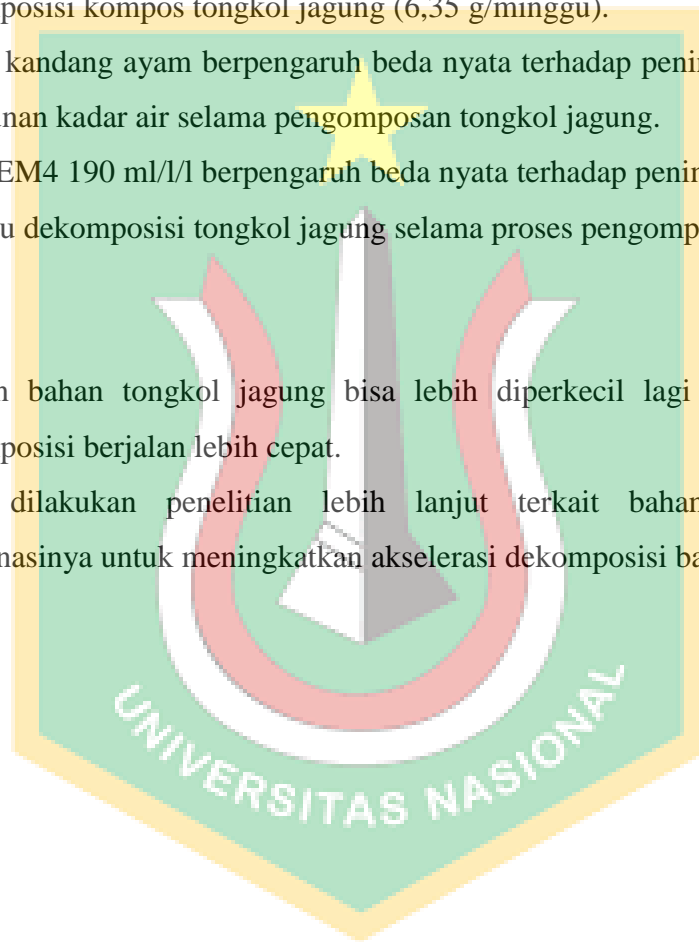 posisi kompos tongkol jagung (6,35 g/minggu).
kandang ayam berpengaruh beda nyata terhadap penin
nan kadar air selama pengomposan tongkol jagung.
EM4 190 ml/l/l berpengaruh beda nyata terhadap penin
u dekomposisi tongkol jagung selama proses pengomp
bahan tongkol jagung bisa lebih diperkecil lagi
posisi berjalan lebih cepat.
dilakukan penelitian lebih lanjut terkait bahan
nasinya untuk meningkatkan akselerasi dekomposisi ba
UNIVERSITAS NASIONAL